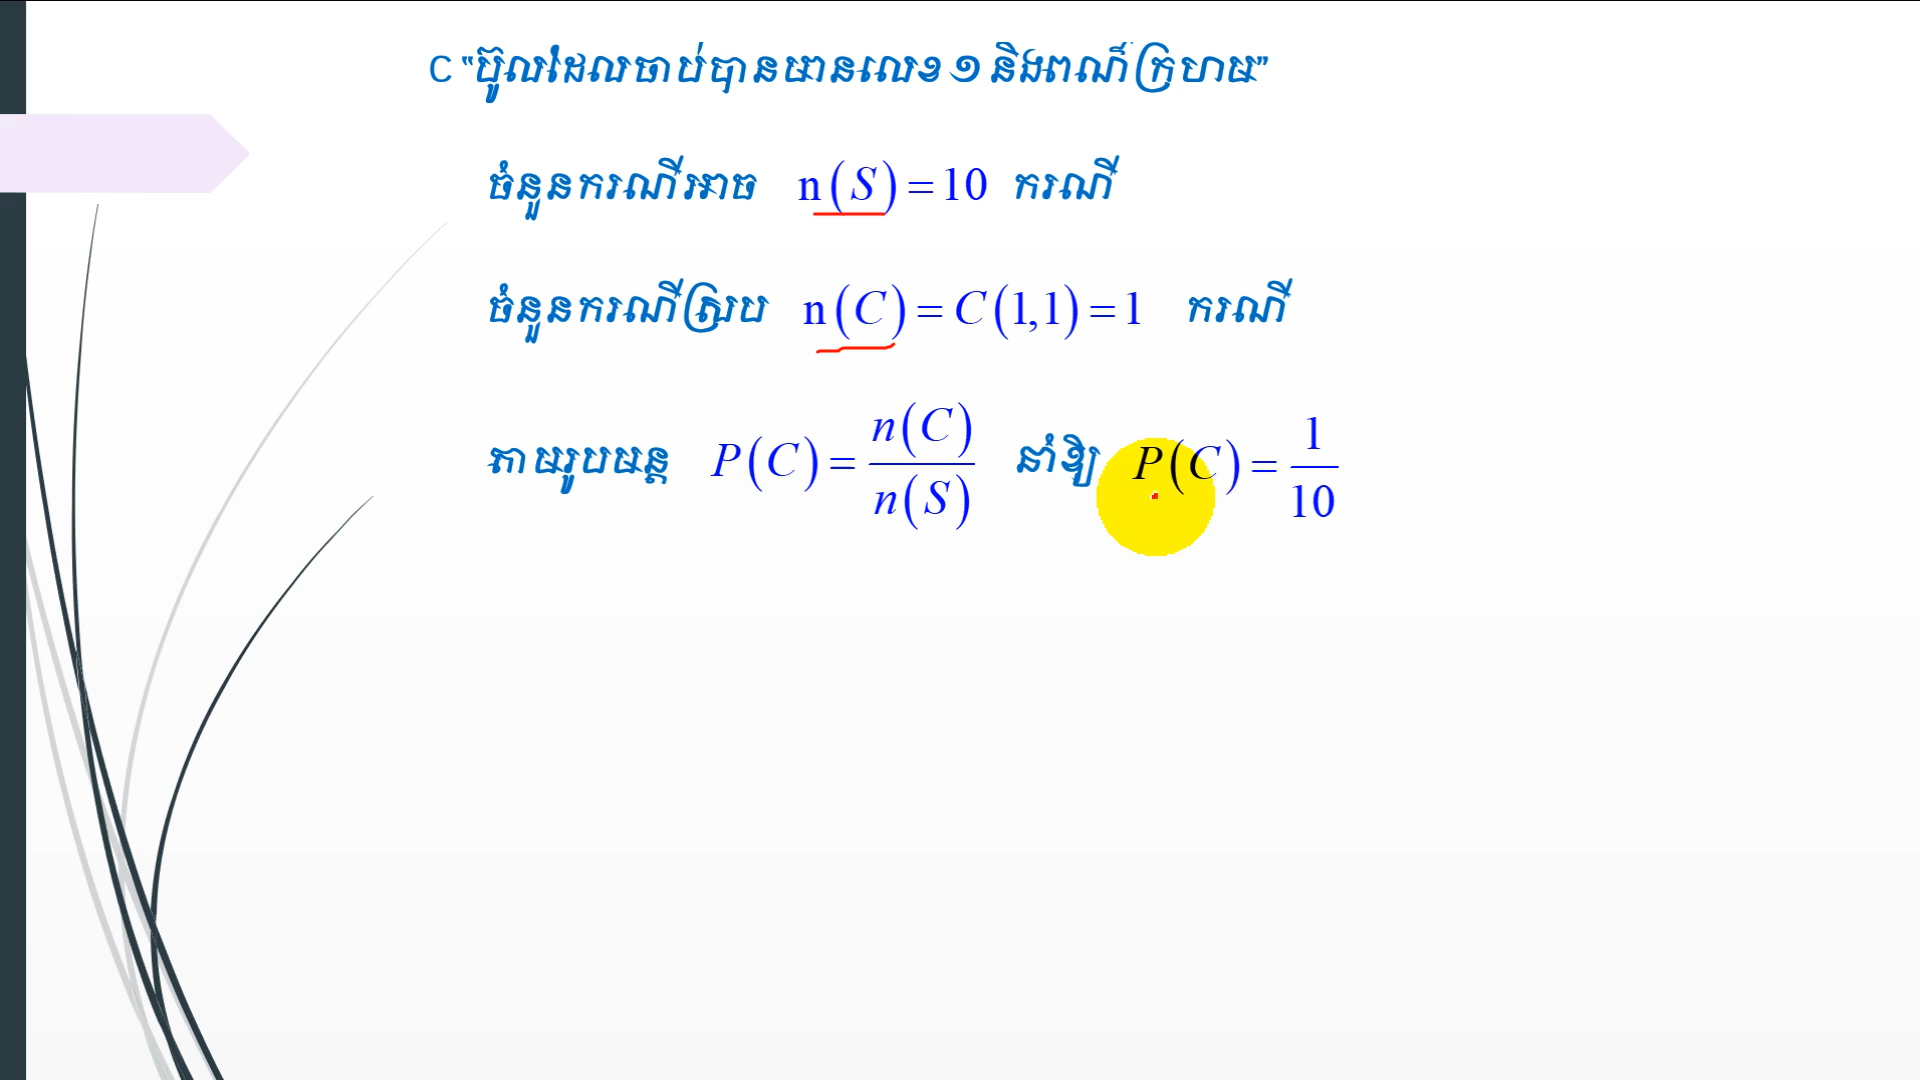 C “ប៊ូលដែលចាប់បានមានលេខ ១ និងពណ៌ក្រហម”
ចំនួនករណីអាច n(S) = 10 ករណី
ចំនួនករណីស្រប n(C) = C(1,1) = 1 ករណី
តាមរូបមន្ត P(C) = n(C)/n(S) នាំឱ្យ P(C) = 1/10